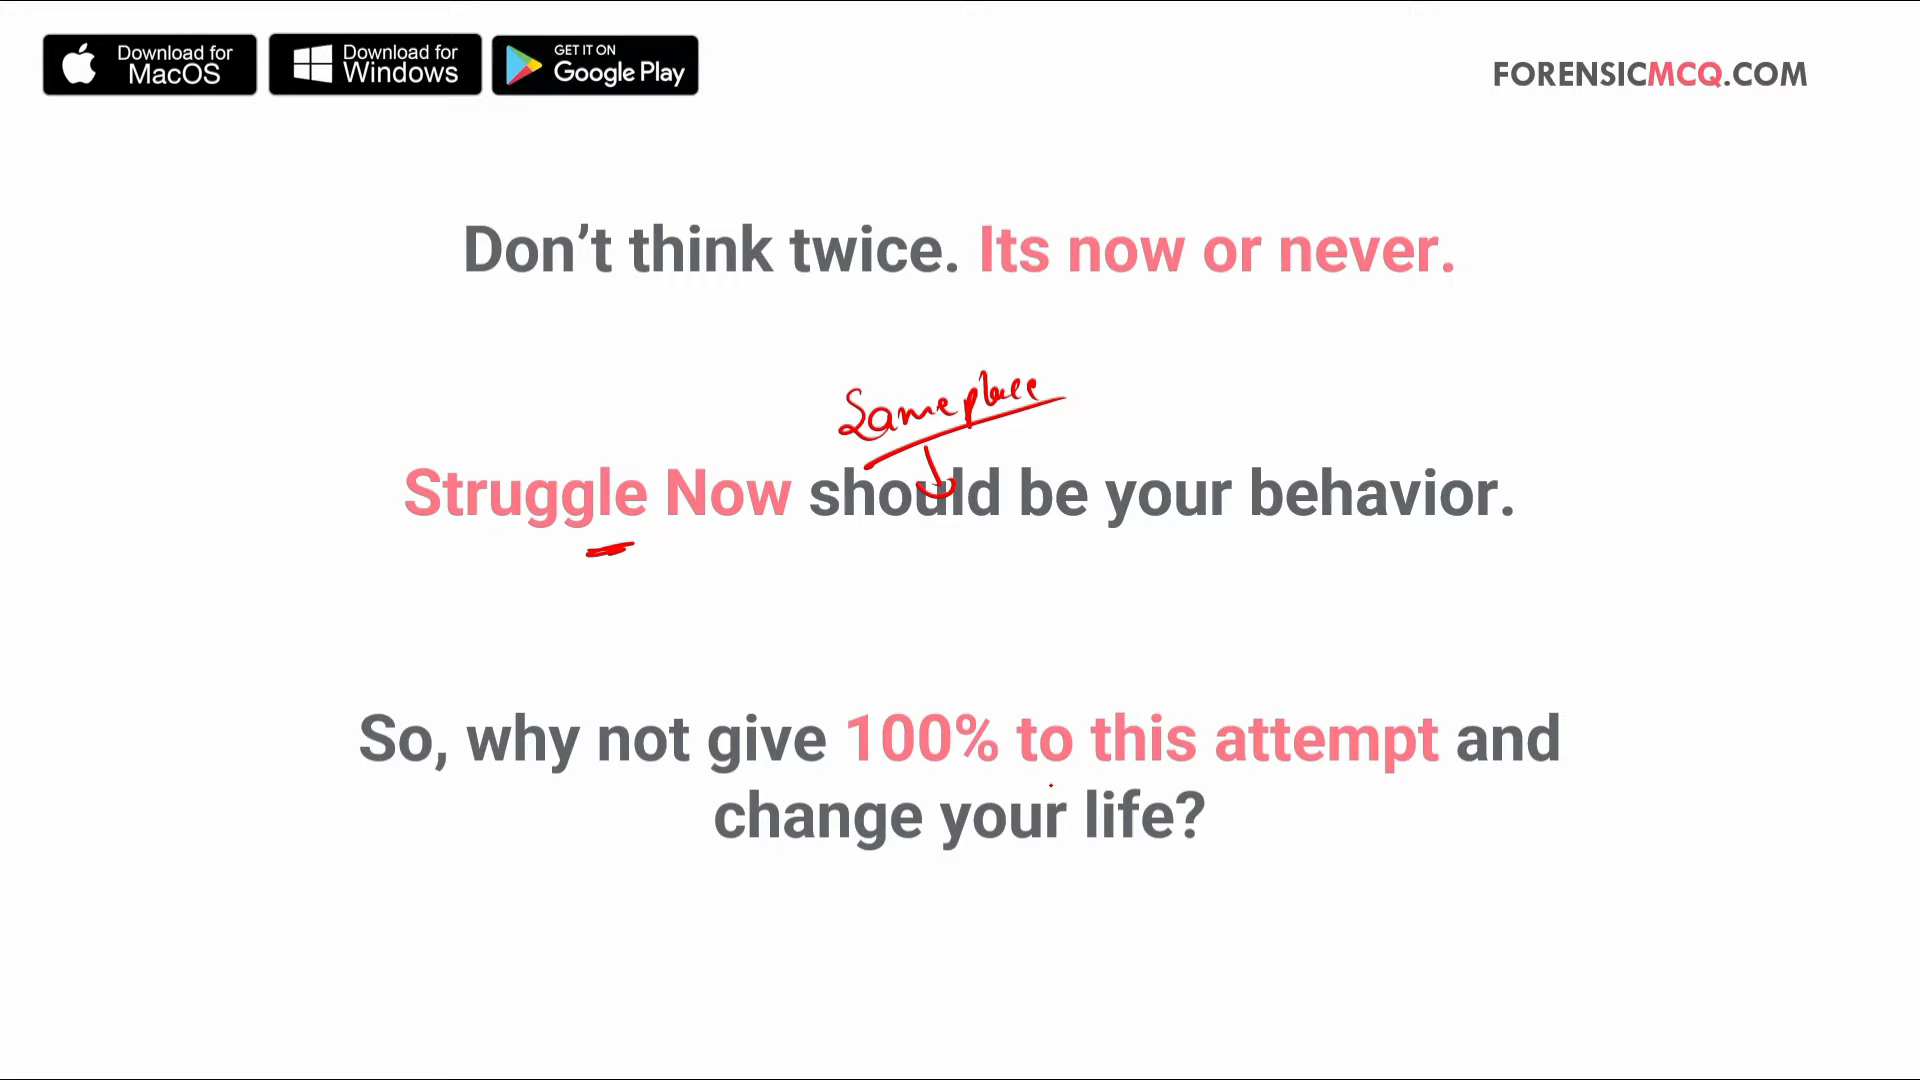 Download for
MacOS
Download for
Windows
GET IT ON
Google Play
FORENSICMCQ.COM
Don’t think twice. Its now or never.
Same place
Struggle Now should be your behavior.
So, why not give 100% to this attempt and
change your life?